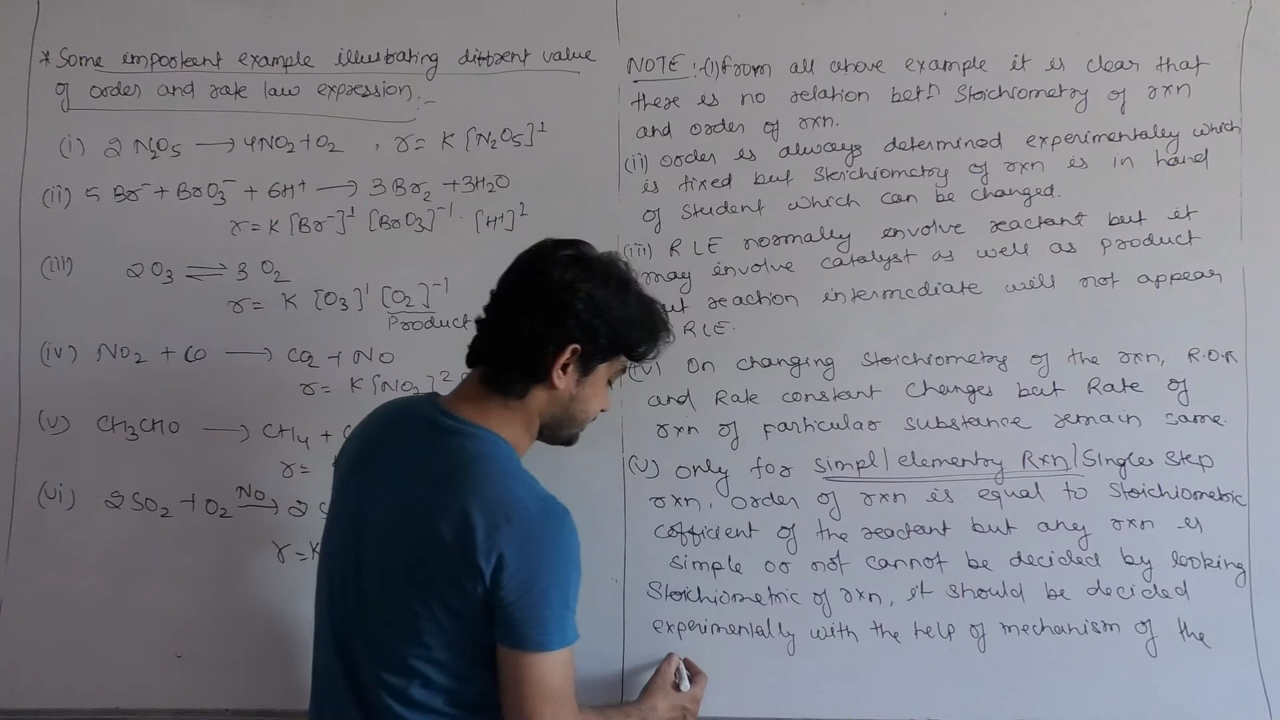 *Some important example illustrating diffrent value
of order and rate law expression:-
(i) 2 N2O5 → 4NO2 + O2 , r = K [N2O5]^1
(ii) 5 Br^- + BrO3^- + 6H^+ → 3Br2 + 3H2O
r = K [Br^-]^1 [BrO3]^-1 · [H^+]^2
(iii) 2O3 ⇌ 3 O2
r = K [O3]^1 [O2]^-1
Product
(iv) NO2 + CO → CO2 + NO
r = K [NO2]^2
(v) CH3CHO → CH4 +
r =
(vi) 2SO2 + O2 NO→ 2
r = K
NOTE :-(i) from all above example it is clear that
there is no relation betn Stoichiometry of rxn
and order of rxn.
(ii) order is always determined experimentaley which
is fixed but Stoichiometry of rxn is in hand
of Student which can be changed.
(iii) RLE normally involve reactant but it
may involve catalyst as well as product
ut reaction intermediate will not appear
RLE.
(iv) On changing Stoichiometry of the rxn, R.O.R
and Rate constant changes but Rate of
rxn of particular substance remain same.
(v) only for simpl/elementry Rxn/Singles step
rxn, order of rxn is equal to Stoichiometric
cofficient of the reactant but any rxn is
simple or not cannot be decided by looking
Stoichiometric of rxn, it should be decided
experimentally with the help of mechanism of the